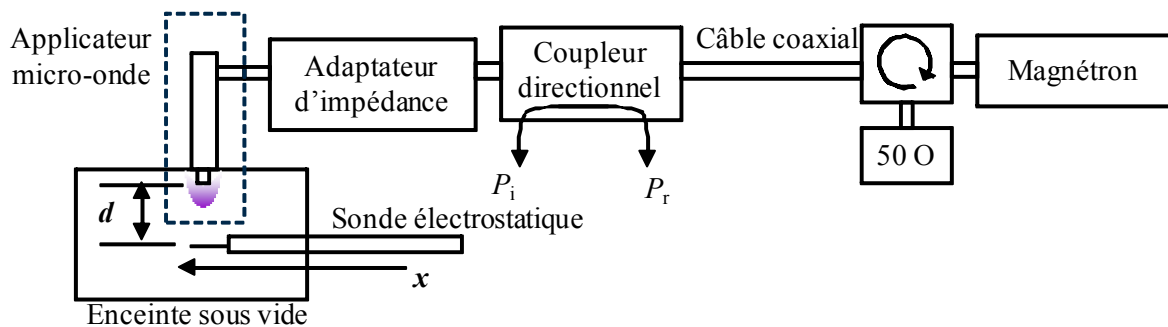 Applicateur
micro-onde
Adaptateur
d’impédance
Coupleur
directionnel
Câble coaxial
Magnétron
50 O
Pi
Pr
d
Sonde électrostatique
x
Enceinte sous vide